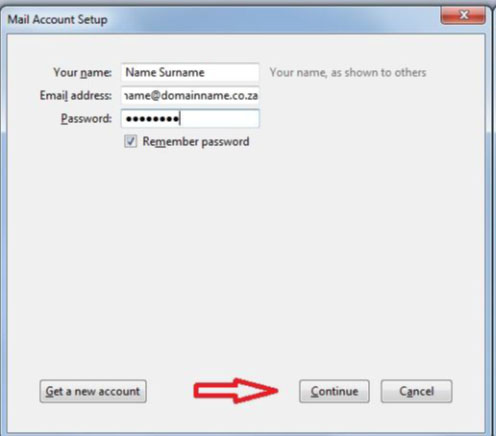 Mail Account Setup
Your name: Name Surname Your name, as shown to others
Email address: name@domainname.co.za
Password: ●●●●●●●●
Remember password
Get a new account Continue Cancel